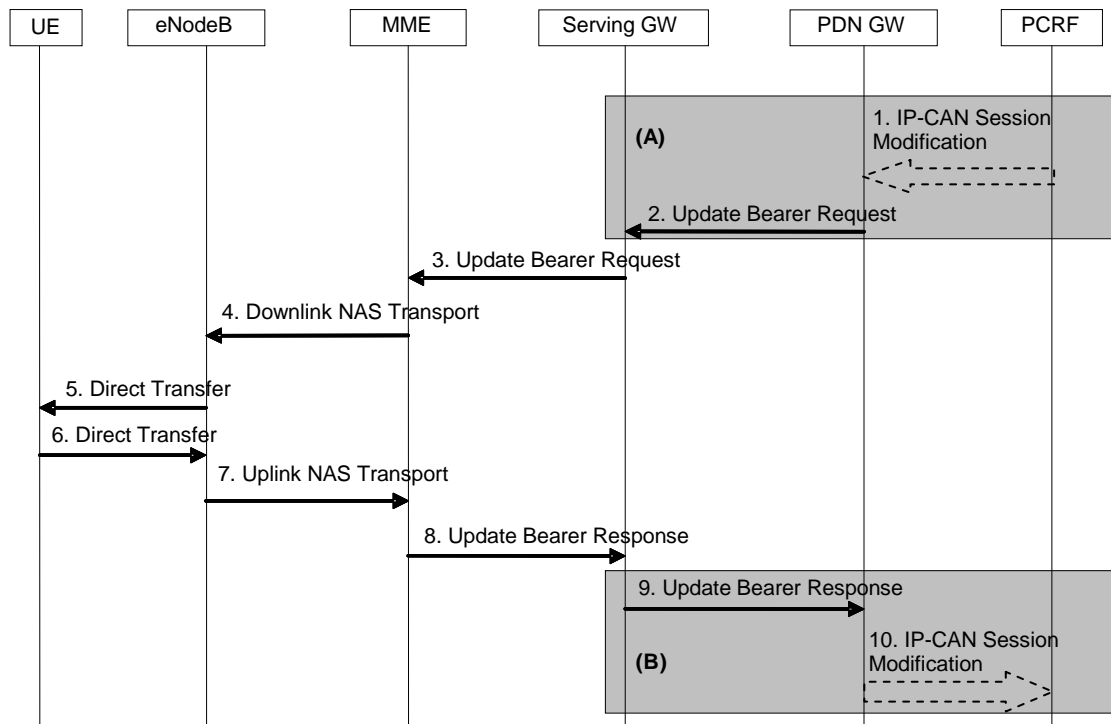 UE
eNodeB
MME
Serving GW
PDN GW
PCRF
(A)
1. IP-CAN Session
Modification
2. Update Bearer Request
3. Update Bearer Request
4. Downlink NAS Transport
5. Direct Transfer
6. Direct Transfer
7. Uplink NAS Transport
8. Update Bearer Response
9. Update Bearer Response
(B)
10. IP-CAN Session
Modification